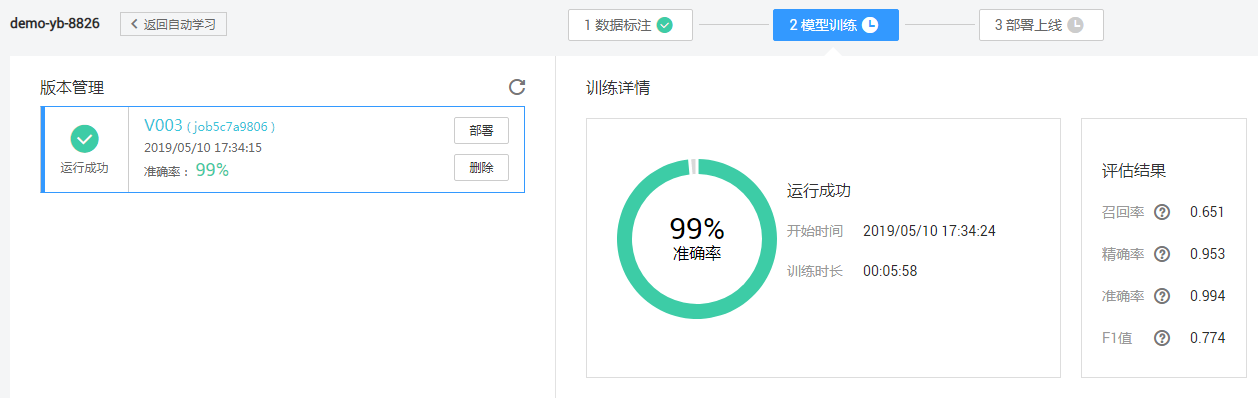 demo-yb-8826
返回自动学习
1 数据标注
2 模型训练
3 部署上线
版本管理
V003 ( job5c7a9806 )
部署
2019/05/10 17:34:15
运行成功
准确率： 99%
删除
训练详情
99%
准确率
运行成功
开始时间 2019/05/10 17:34:24
训练时长 00:05:58
评估结果
召回率 ? 0.651
精确率 ? 0.953
准确率 ? 0.994
F1值 ? 0.774